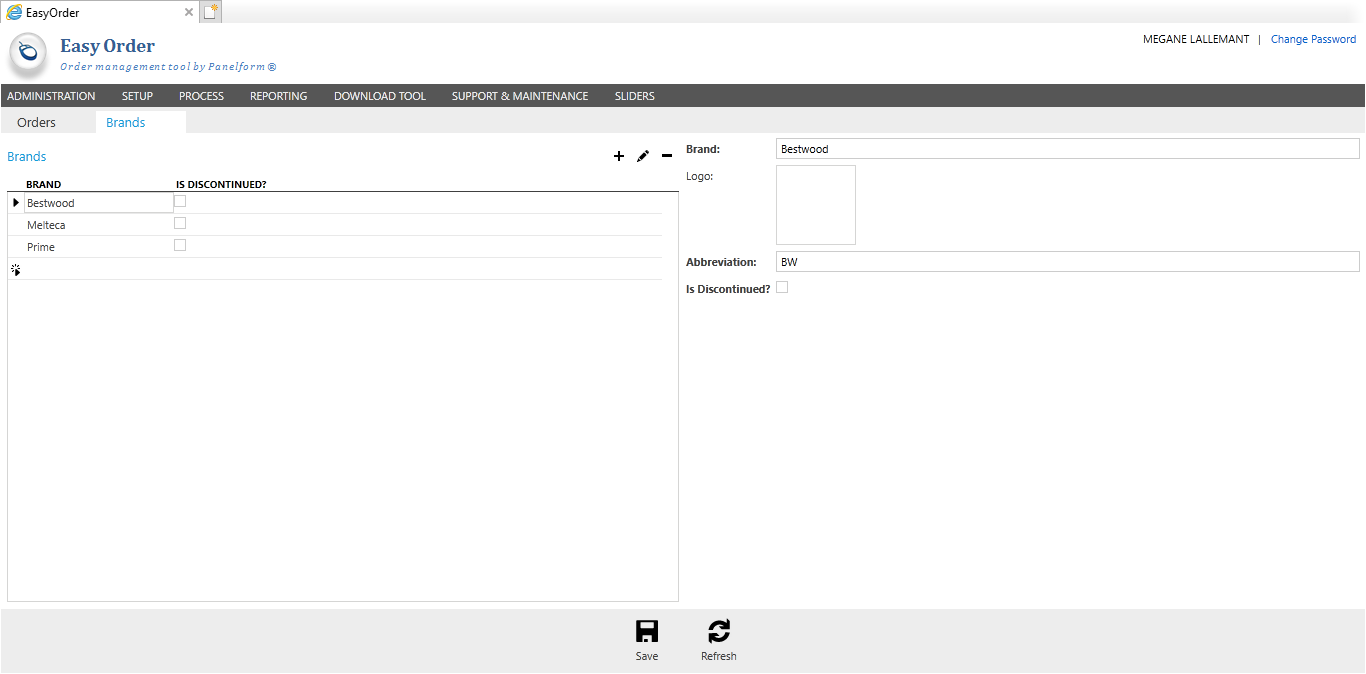 EasyOrder
Easy Order
Order management tool by Panelform ®
MEGANE LALLEMANT | Change Password
ADMINISTRATION SETUP PROCESS REPORTING DOWNLOAD TOOL SUPPORT & MAINTENANCE SLIDERS
Orders Brands
Brands
BRAND IS DISCONTINUED?
Bestwood
Melteca
Prime
Brand: Bestwood
Logo:
Abbreviation: BW
Is Discontinued?
Save Refresh